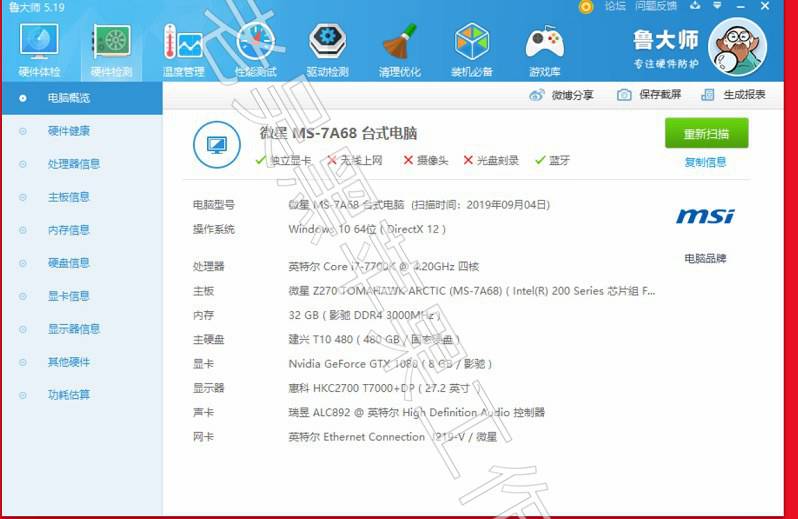 鲁大师 5.19
论坛 问题反馈
硬件体检 硬件检测 温度管理 性能测试 驱动检测 清理优化 装机必备 游戏库
鲁大师
专注硬件防护
微博分享 保存截屏 生成报表
电脑概览
硬件健康
处理器信息
主板信息
内存信息
硬盘信息
显卡信息
显示器信息
其他硬件
功耗估算
微星 MS-7A68 台式电脑
独立显卡 无线上网 摄像头 光盘刻录 蓝牙
重新扫描
复制信息
msi
电脑品牌
电脑型号 微星 MS-7A68 台式电脑 (扫描时间：2019年09月04日)
操作系统 Windows 10 64位 ( DirectX 12 )
处理器 英特尔 Core i7-7700K @ 4.20GHz 四核
主板 微星 Z270 TOMAHAWK ARCTIC (MS-7A68) ( Intel(R) 200 Series 芯片组 F...
内存 32 GB ( 影驰 DDR4 3000MHz )
主硬盘 建兴 T10 480 ( 480 GB / 固态硬盘 )
显卡 Nvidia GeForce GTX 1080 ( 8 GB / 影驰 )
显示器 惠科 HKC2700 T7000+DP ( 27.2 英寸 )
声卡 瑞昱 ALC892 @ 英特尔 High Definition Audio 控制器
网卡 英特尔 Ethernet Connection I219-V / 微星
黑苹果工作